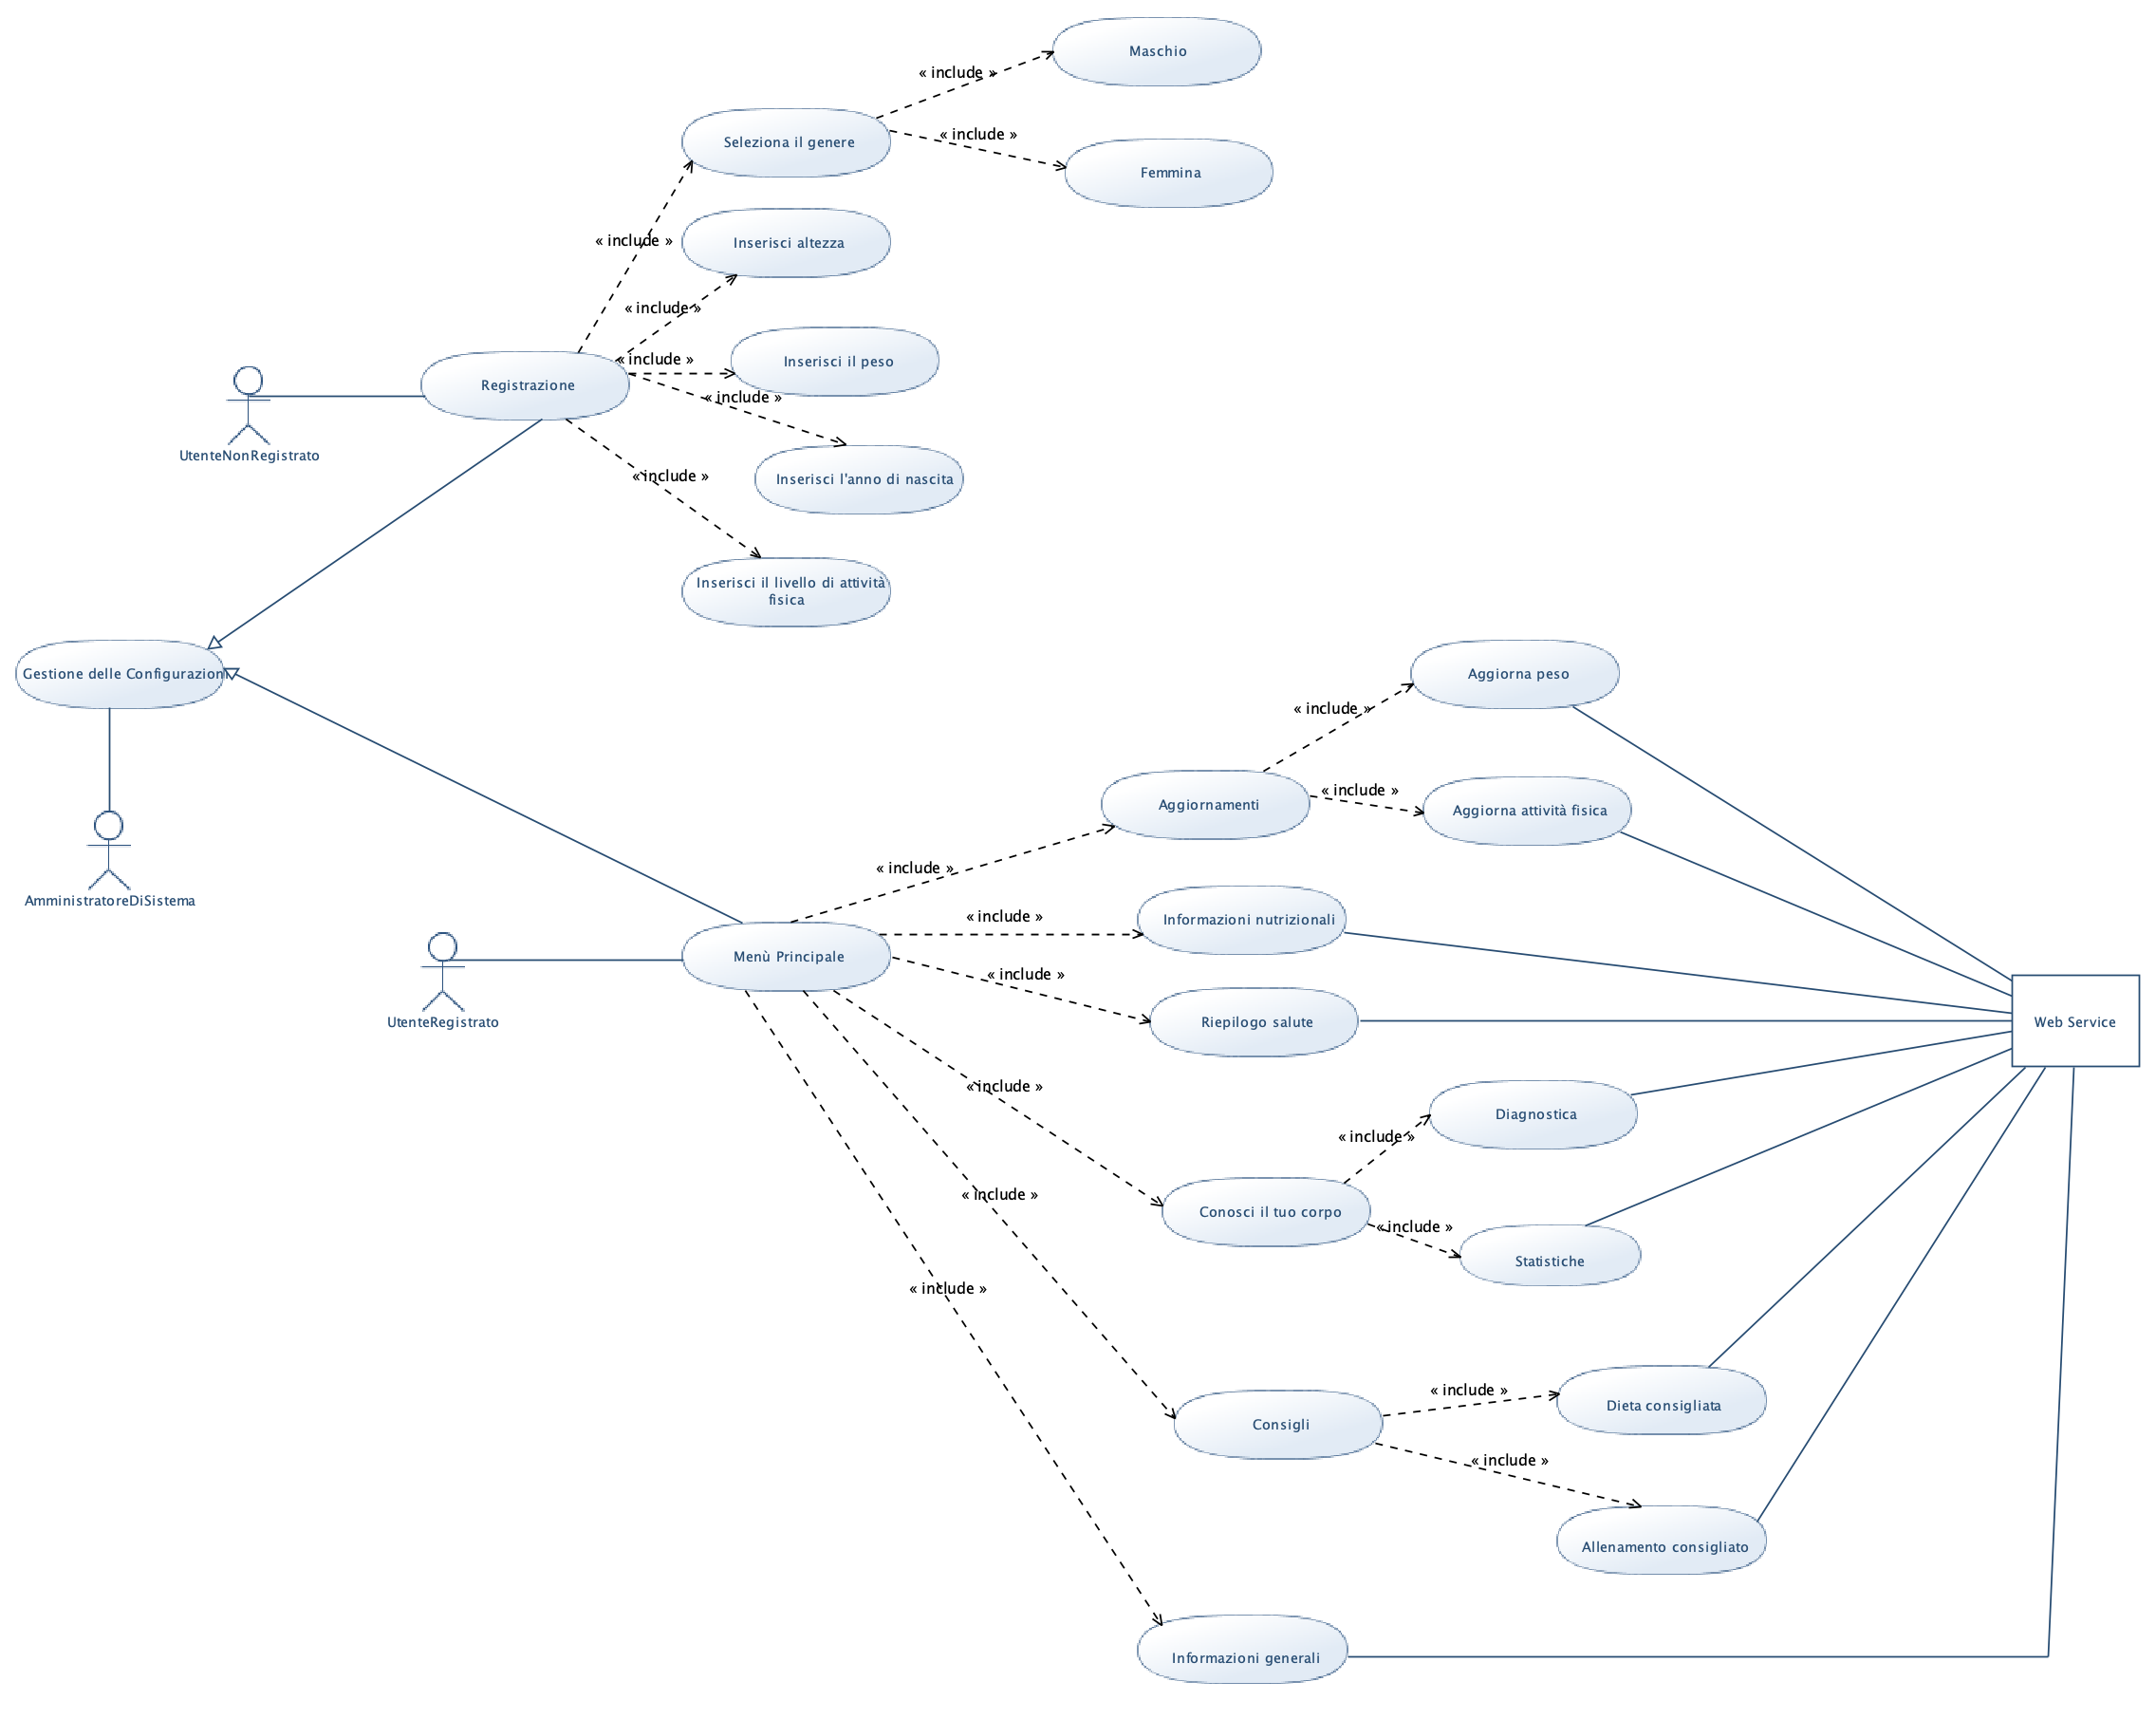 Maschio
« include »
« include »
Seleziona il genere
Femmina
« include »
Inserisci altezza
« include »
« include »
Inserisci il peso
Registrazione
« include »
UtenteNonRegistrato
« include »
Inserisci l'anno di nascita
Inserisci il livello di attività
fisica
Gestione delle Configurazioni
Aggiorna peso
« include »
« include »
Aggiornamenti
Aggiorna attività fisica
« include »
AmministratoreDiSistema
« include »
Informazioni nutrizionali
Menù Principale
« include »
UtenteRegistrato
Riepilogo salute
Web Service
« include »
Diagnostica
« include »
« include »
Conosci il tuo corpo
« include »
Statistiche
« include »
« include »
Dieta consigliata
Consigli
« include »
Allenamento consigliato
Informazioni generali